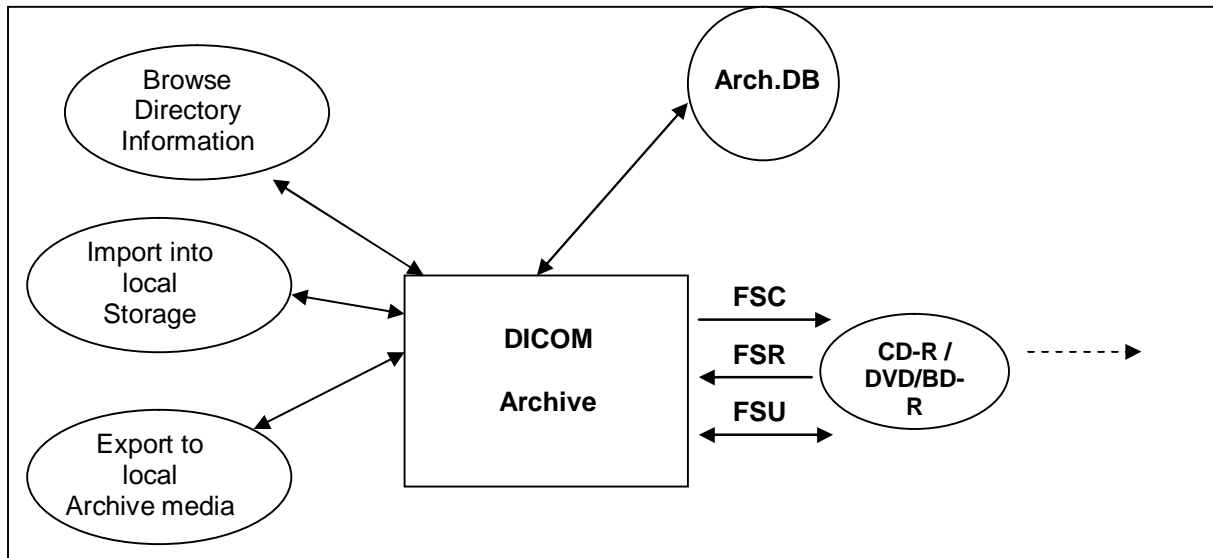 Browse
Directory
Information
Arch.DB
Import into
local
Storage
DICOM
Archive
FSC
FSR
FSU
CD-R /
DVD/BD-
R
Export to
local
Archive media